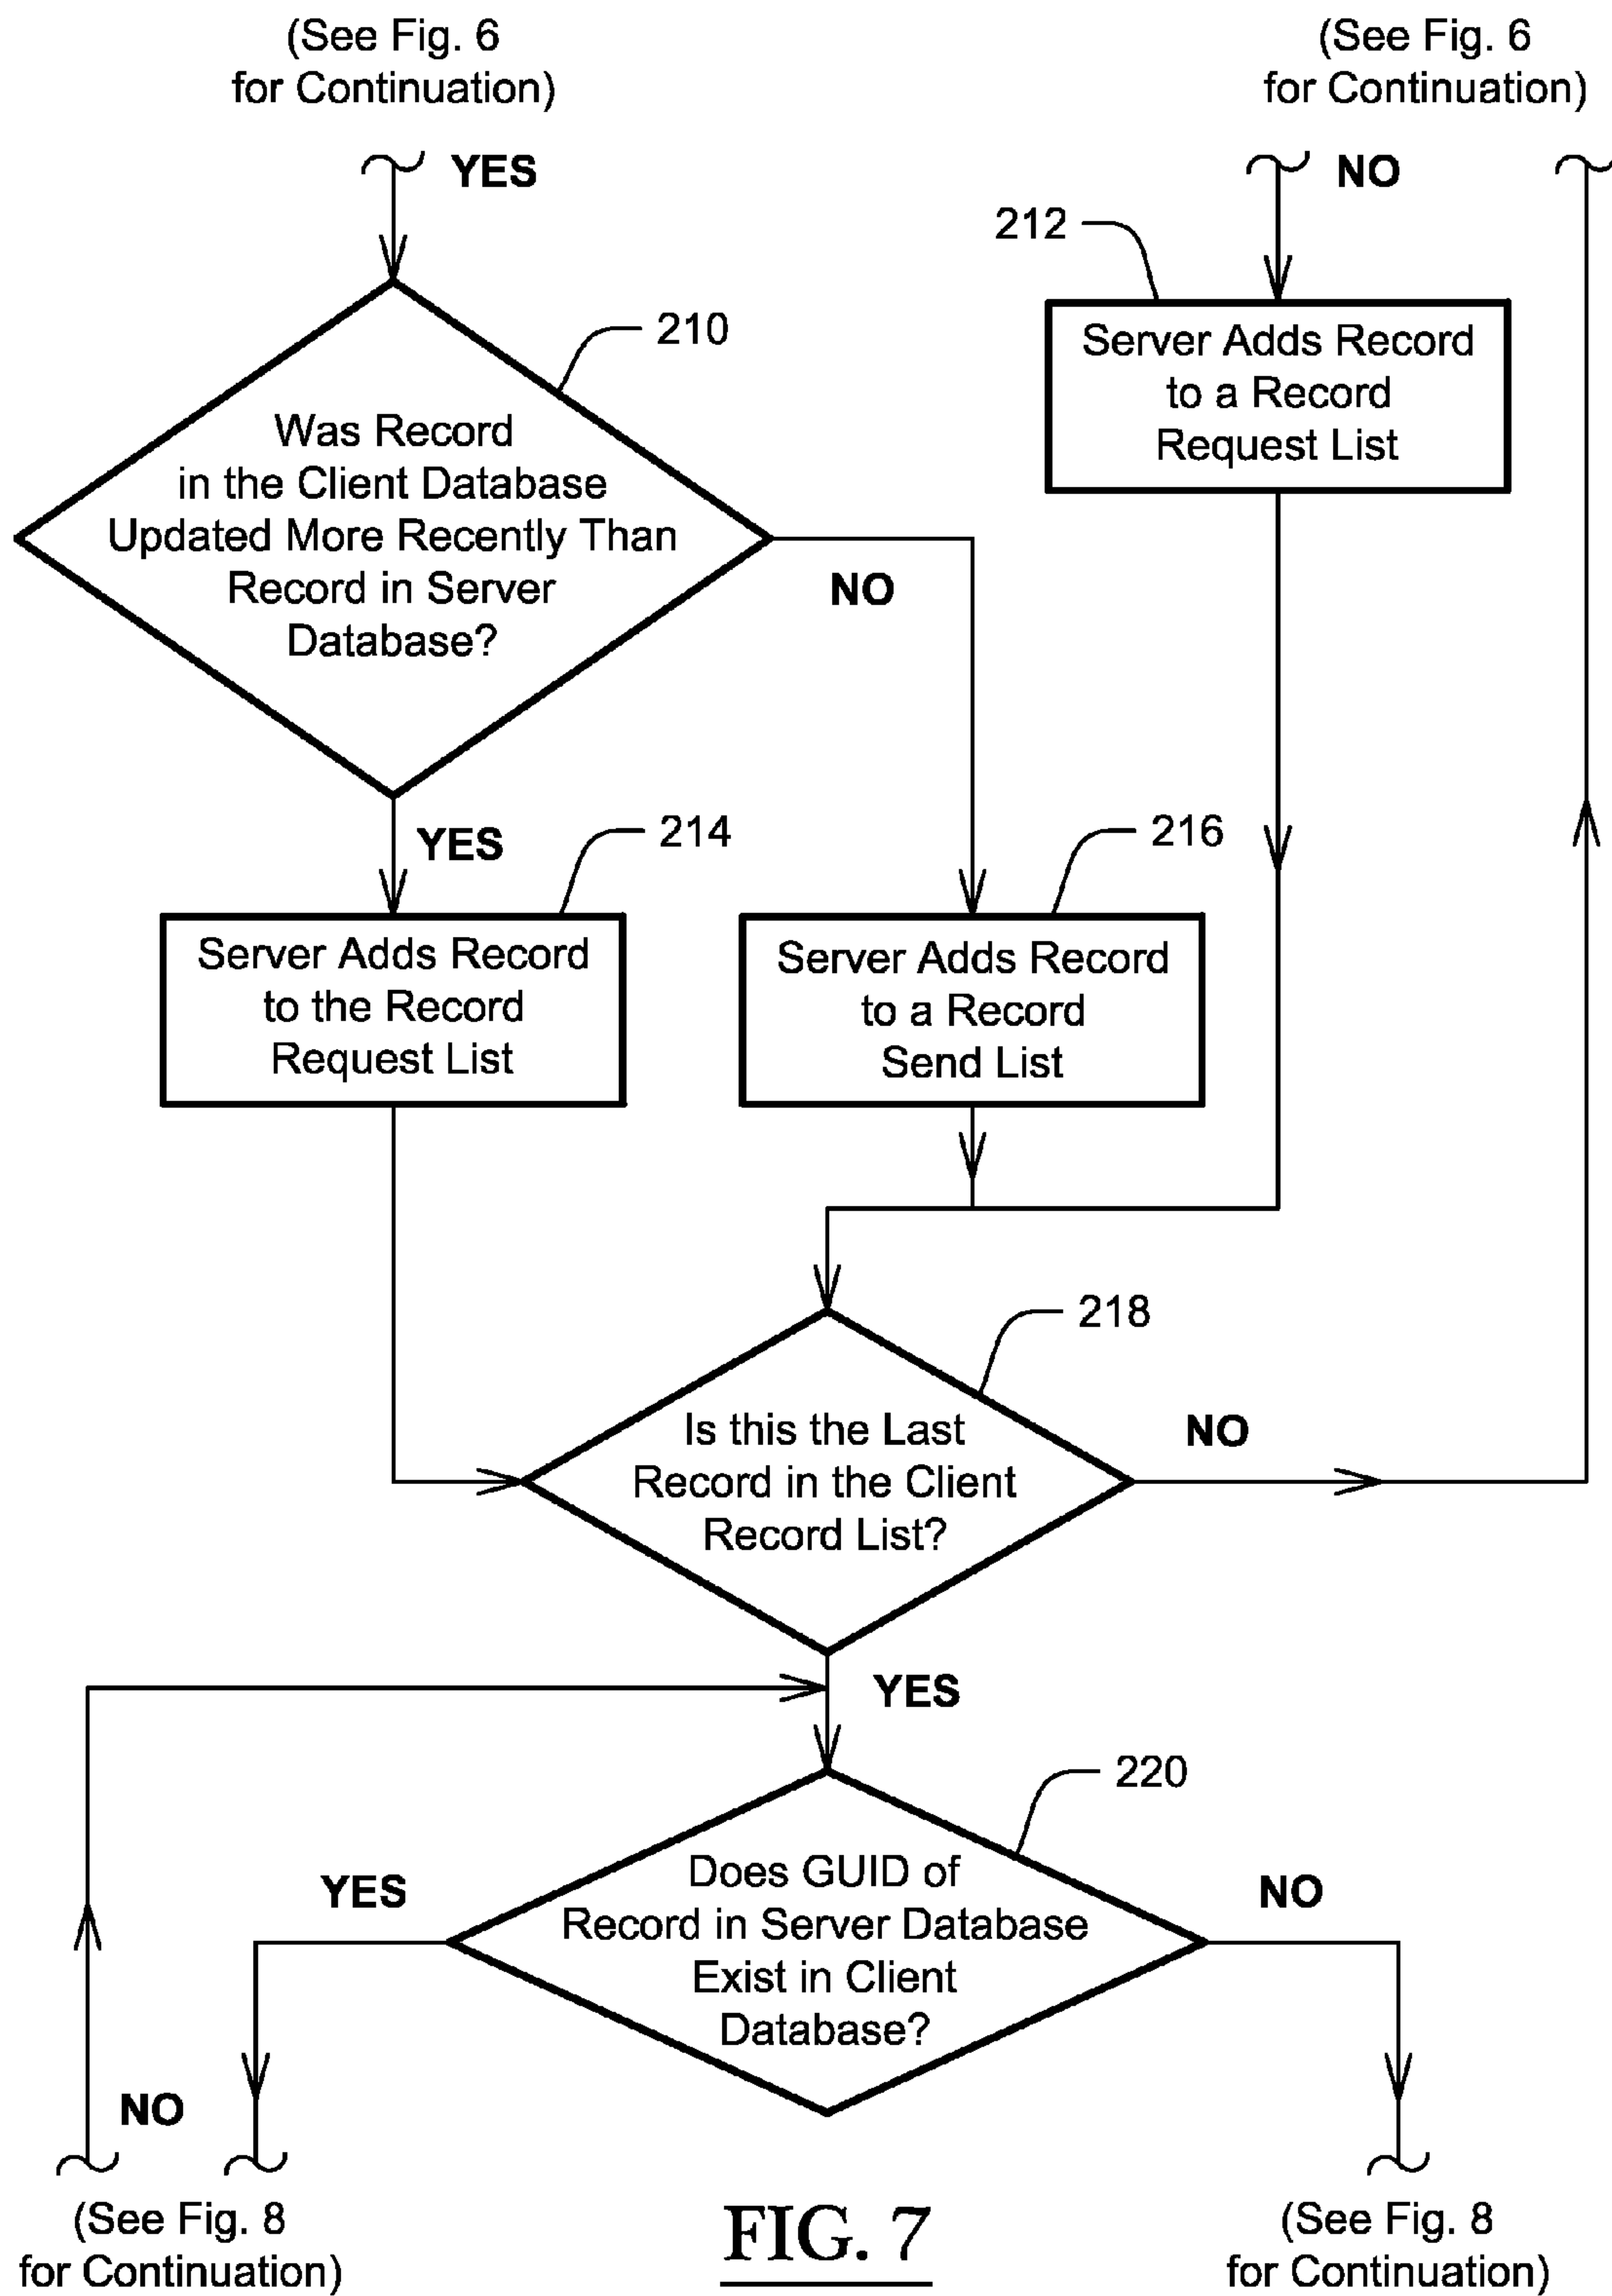 (See Fig. 6
for Continuation)
(See Fig. 6
for Continuation)
YES
NO
212
Server Adds Record
to a Record
Request List
210
Was Record
in the Client Database
Updated More Recently Than
Record in Server
Database?
NO
YES
214
216
Server Adds Record
to the Record
Request List
Server Adds Record
to a Record
Send List
218
Is this the Last
Record in the Client
Record List?
NO
YES
220
Does GUID of
Record in Server Database
Exist in Client
Database?
YES
NO
NO
(See Fig. 8
for Continuation)
FIG. 7
(See Fig. 8
for Continuation)